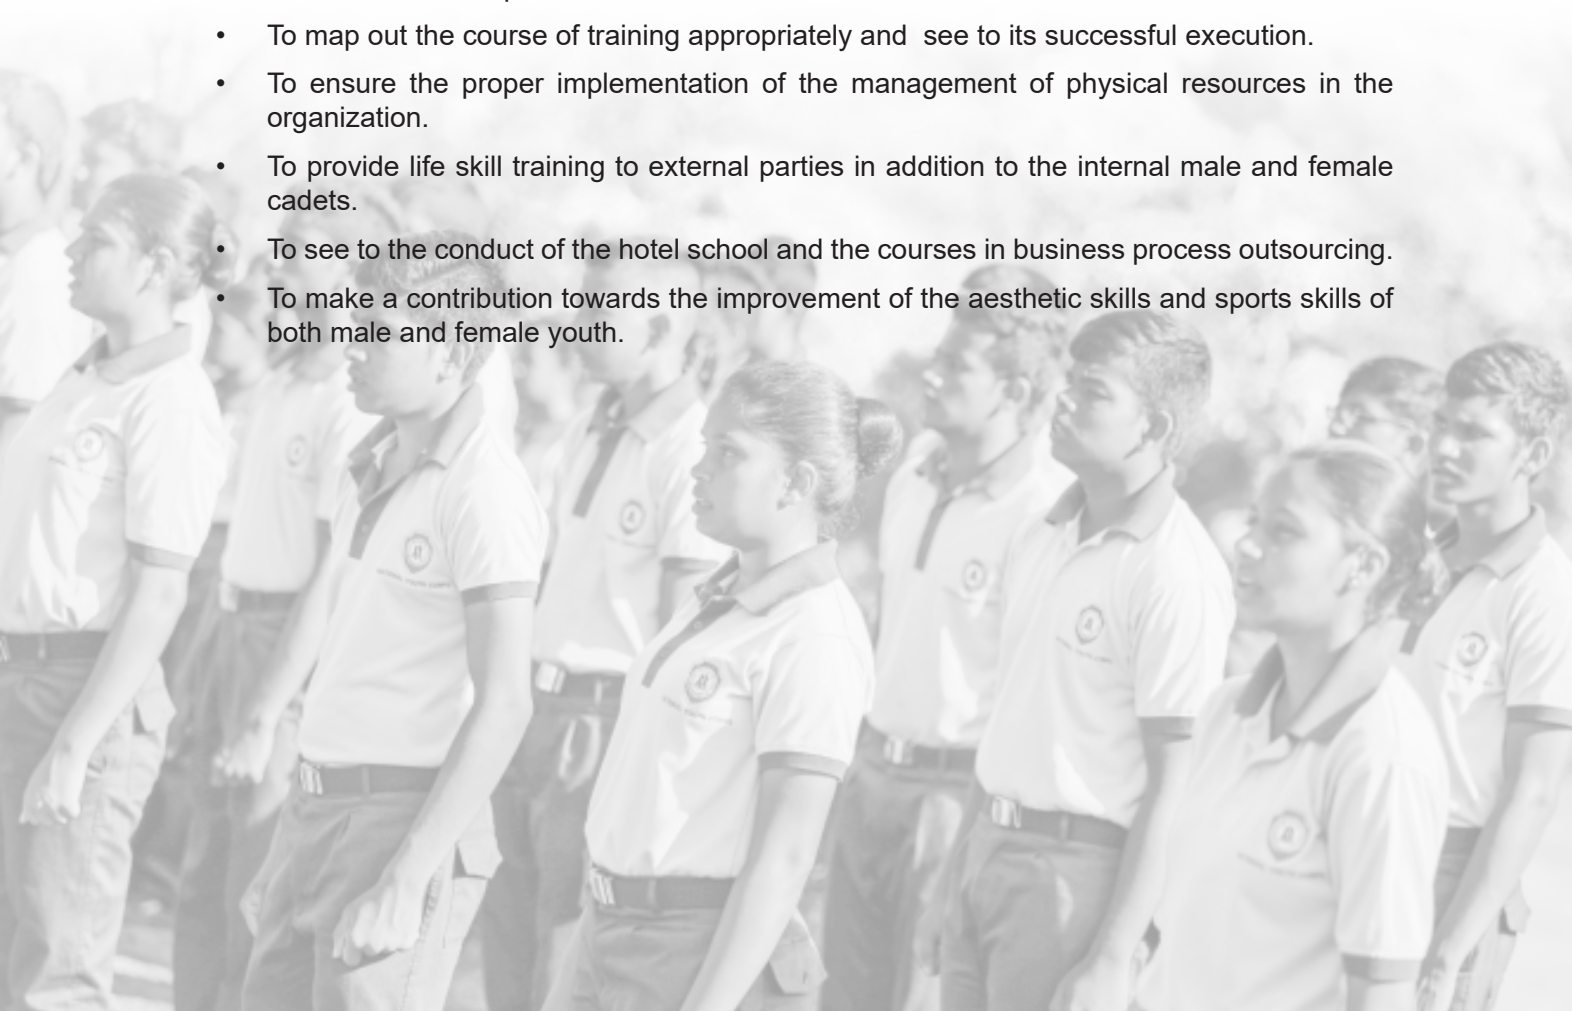 • To map out the course of training appropriately and see to its successful execution.
• To ensure the proper implementation of the management of physical resources in the
organization.
• To provide life skill training to external parties in addition to the internal male and female
cadets.
• To see to the conduct of the hotel school and the courses in business process outsourcing.
• To make a contribution towards the improvement of the aesthetic skills and sports skills of
both male and female youth.